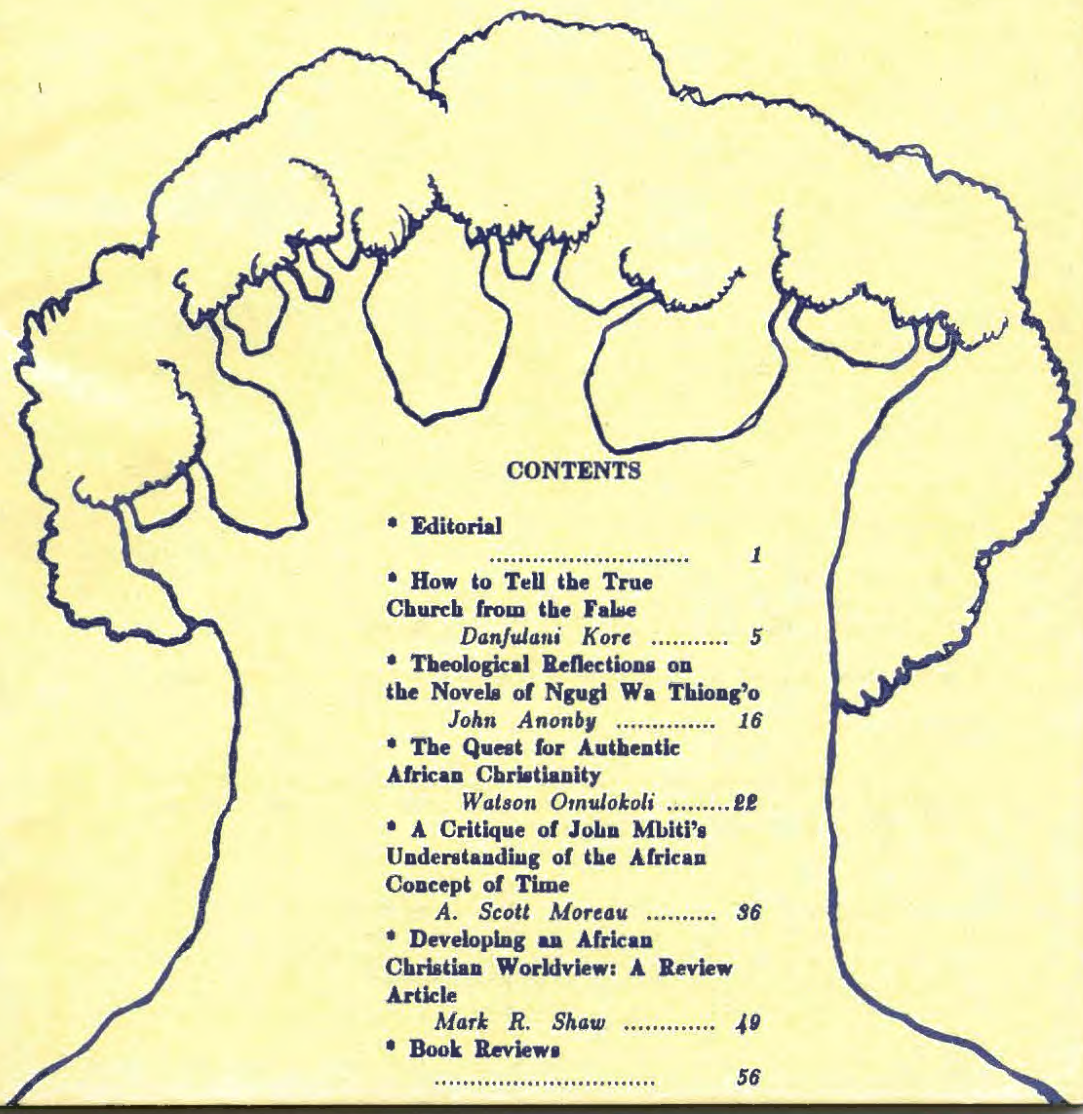 CONTENTS
* Editorial
........................... 1
* How to Tell the True
Church from the False
Danfulani Kore ........... 5
* Theological Reflections on
the Novels of Ngugi Wa Thiong'o
John Anonby .............. 16
* The Quest for Authentic
African Christianity
Watson Omulokoli .........22
* A Critique of John Mbiti's
Understanding of the African
Concept of Time
A. Scott Moreau .......... 36
* Developing an African
Christian Worldview: A Review
Article
Mark R. Shaw ............. 49
* Book Reviews
.............................. 56